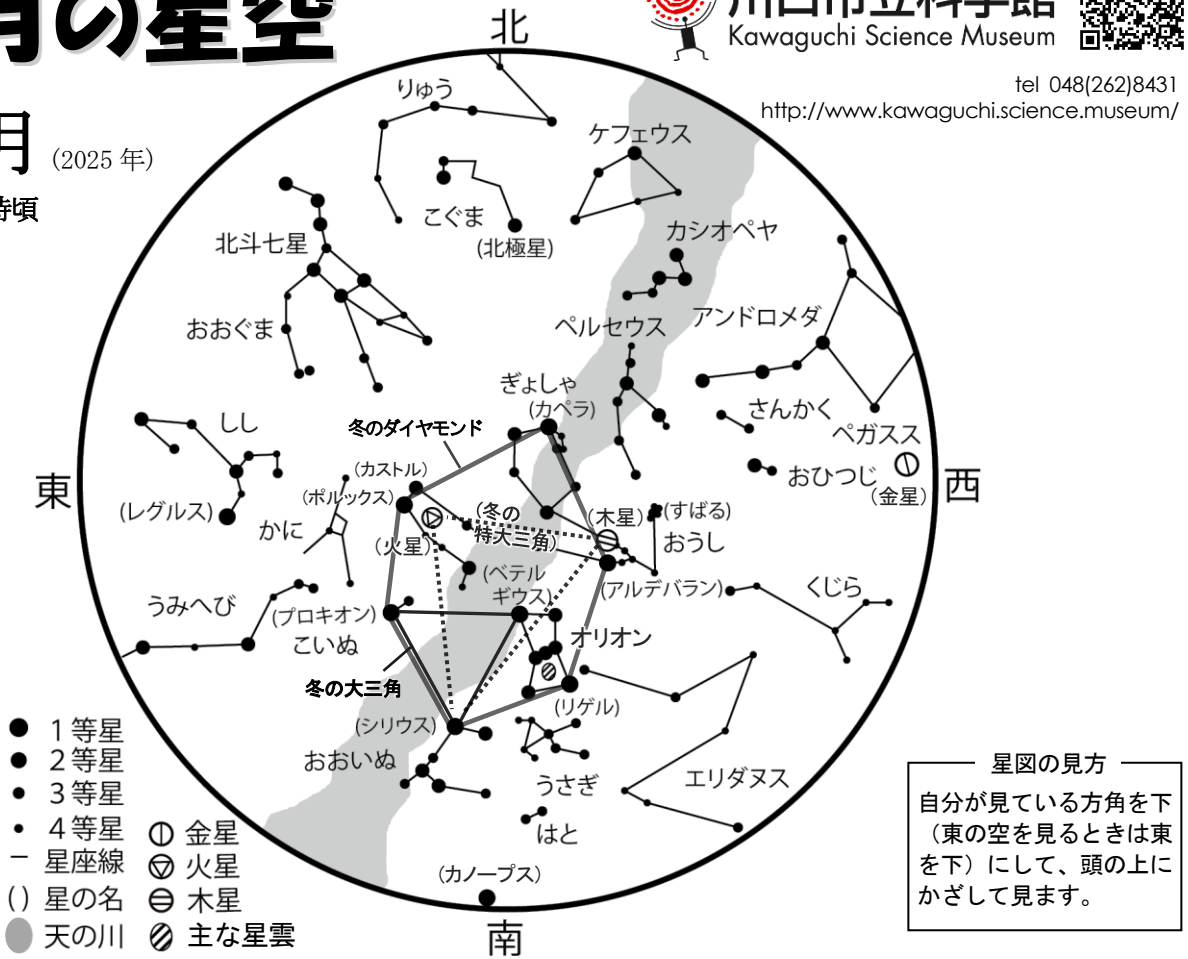 月の星空
川口市立科学館
Kawaguchi Science Museum
tel 048(262)8431
http://www.kawaguchi.science.museum/
月 (2025 年)
時頃
北
りゅう
ケフェウス
こぐま
(北極星)
北斗七星
カシオペヤ
おおぐま
ペルセウス
アンドロメダ
ぎょしゃ
(カペラ)
さんかく
しし
冬のダイヤモンド
ペガスス
(カストル)
おひつじ
(金星)
東
西
(ポルックス)
(レグルス)
(冬の
特大三角)
(木星)
(すばる)
かに
(火星)
おうし
(ベテル
ギウス)
(アルデバラン)
くじら
うみへび
(プロキオン)
こいぬ
オリオン
冬の大三角
(リゲル)
(シリウス)
おおいぬ
うさぎ
エリダヌス
はと
(カノープス)
南
1等星
2等星
3等星
4等星
星座線
() 星の名
天の川
金星
火星
木星
主な星雲
星図の見方
自分が見ている方角を下
（東の空を見るときは東
を下）にして、頭の上に
かざして見ます。